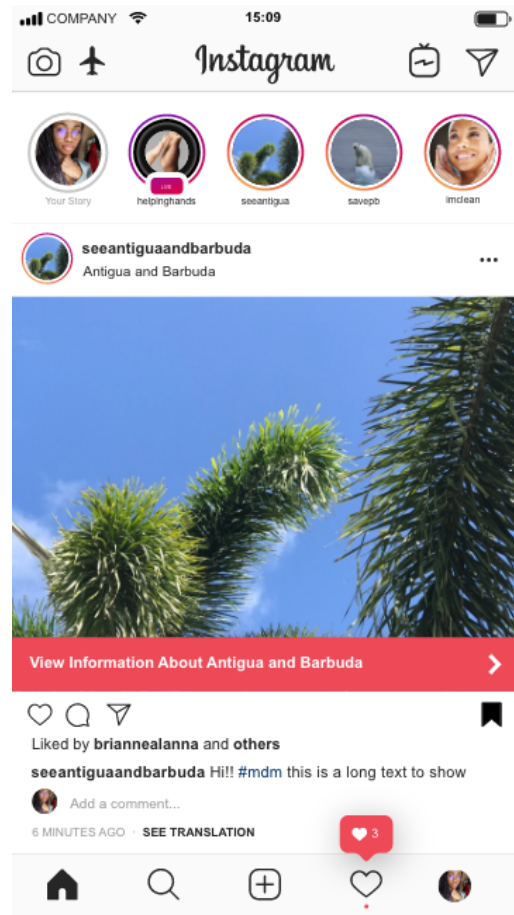 COMPANY 15:09
Instagram
LIVE
Your Story helpinghands seeantigua savepb imclean
seeantiguaandbarbuda
Antigua and Barbuda
View Information About Antigua and Barbuda
Liked by briannealanna and others
seeantiguaandbarbuda Hi!! #mdm this is a long text to show
Add a comment...
6 MINUTES AGO · SEE TRANSLATION
3